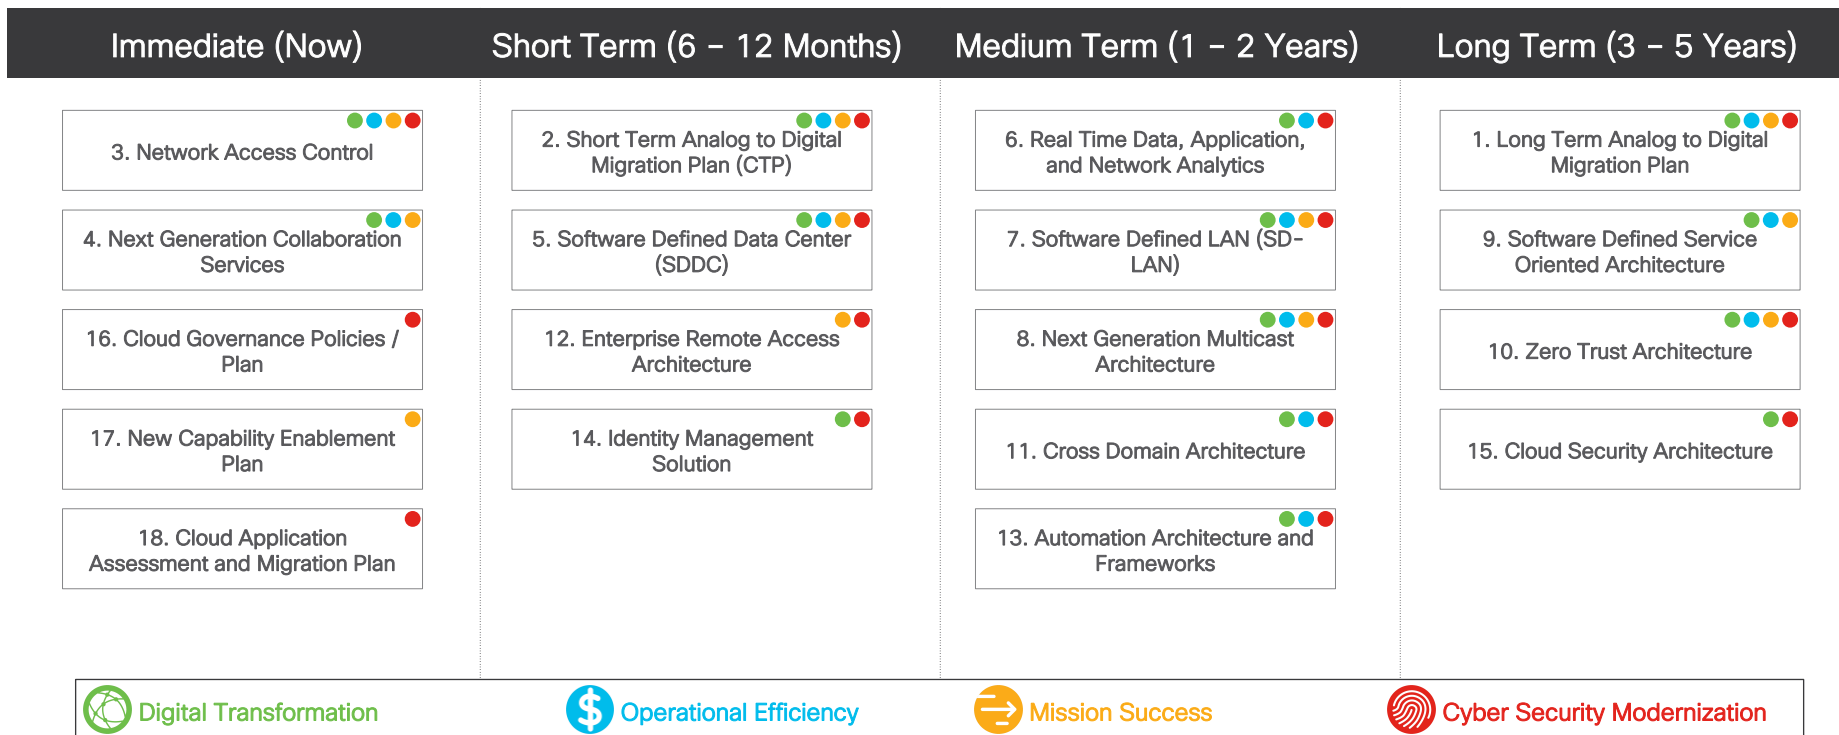 Immediate (Now)
Short Term (6 – 12 Months)
Medium Term (1 – 2 Years)
Long Term (3 – 5 Years)
3. Network Access Control
4. Next Generation Collaboration
Services
16. Cloud Governance Policies /
Plan
17. New Capability Enablement
Plan
18. Cloud Application
Assessment and Migration Plan
2. Short Term Analog to Digital
Migration Plan (CTP)
5. Software Defined Data Center
(SDDC)
12. Enterprise Remote Access
Architecture
14. Identity Management
Solution
6. Real Time Data, Application,
and Network Analytics
7. Software Defined LAN (SD-
LAN)
8. Next Generation Multicast
Architecture
11. Cross Domain Architecture
13. Automation Architecture and
Frameworks
1. Long Term Analog to Digital
Migration Plan
9. Software Defined Service
Oriented Architecture
10. Zero Trust Architecture
15. Cloud Security Architecture
Digital Transformation
$ Operational Efficiency
Mission Success
Cyber Security Modernization